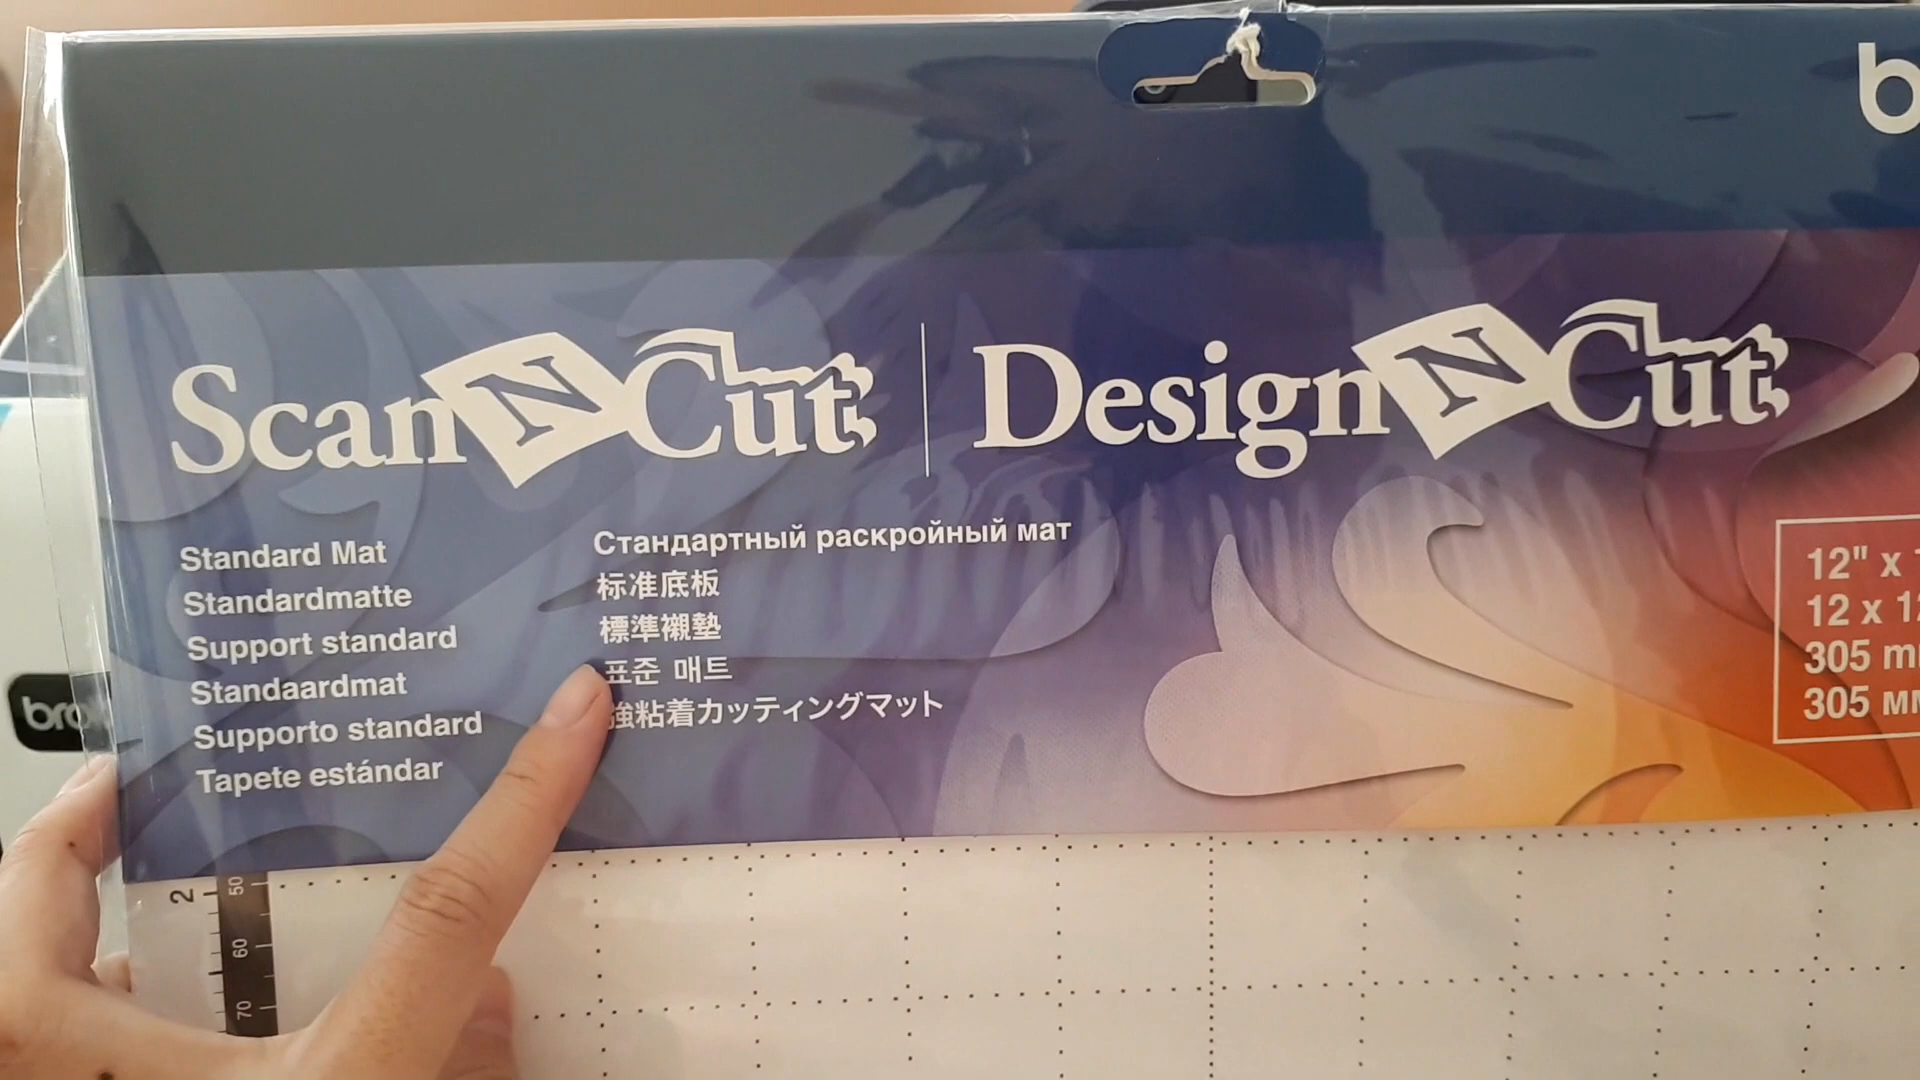 ScanNCut | DesignNCut
Standard Mat
Standardmatte
Support standard
Standaardmat
Supporto standard
Tapete estándar
Стандартный раскройный мат
标准底板
標準襯墊
표준 매트
強粘着カッティングマット
12" x
12 x
305
305
2
50
60
70